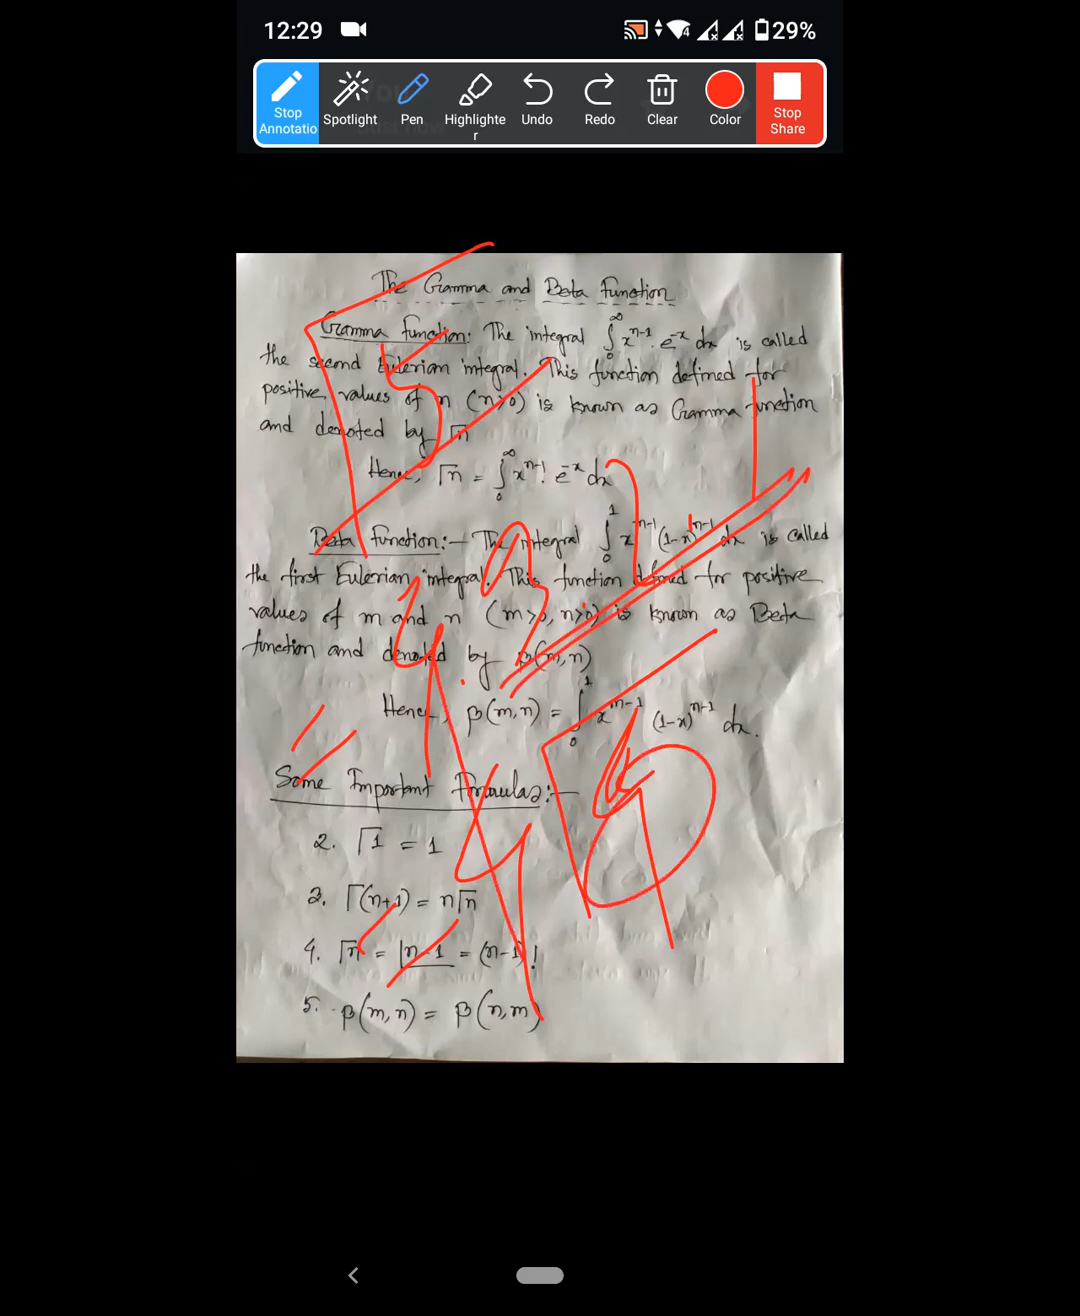 12:29
29%
Stop Annotatio
Spotlight
Pen
Highlighte
r
Undo
Redo
Clear
Color
Stop Share
The Gramma and Beta Function
Gramma function: The integral ∫₀^∞ x^{n-1} e^{-x} dx is called
the second Eulerian integral. This function defined for
positive values of n (n>0) is known as Gramma function
and denoted by Γn
Hence, Γn = ∫₀^∞ x^{n-1} e^{-x} dx
Beta function:— The integral ∫₀^1 x^{m-1} (1-x)^{n-1} dx is called
the first Eulerian integral. This function defined for positive
values of m and n (m>0, n>0) is known as Beta
function and denoted by β(m,n)
Hence, β(m,n) = ∫₀^1 x^{m-1} (1-x)^{n-1} dx.
Some Important Formulas:—
2. Γ1 = 1
3. Γ(n+1) = nΓn
4. Γn = |n-1 = (n-1)!
5. β(m,n) = β(n,m)